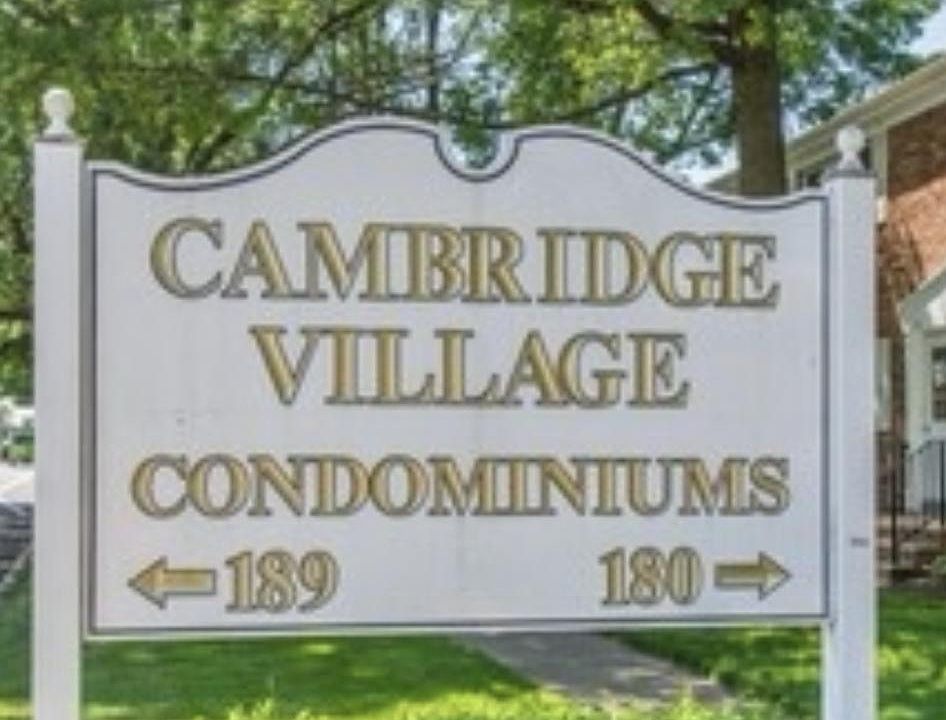 CAMBRIDGE
VILLAGE
CONDOMINIUMS
← 189 180 →